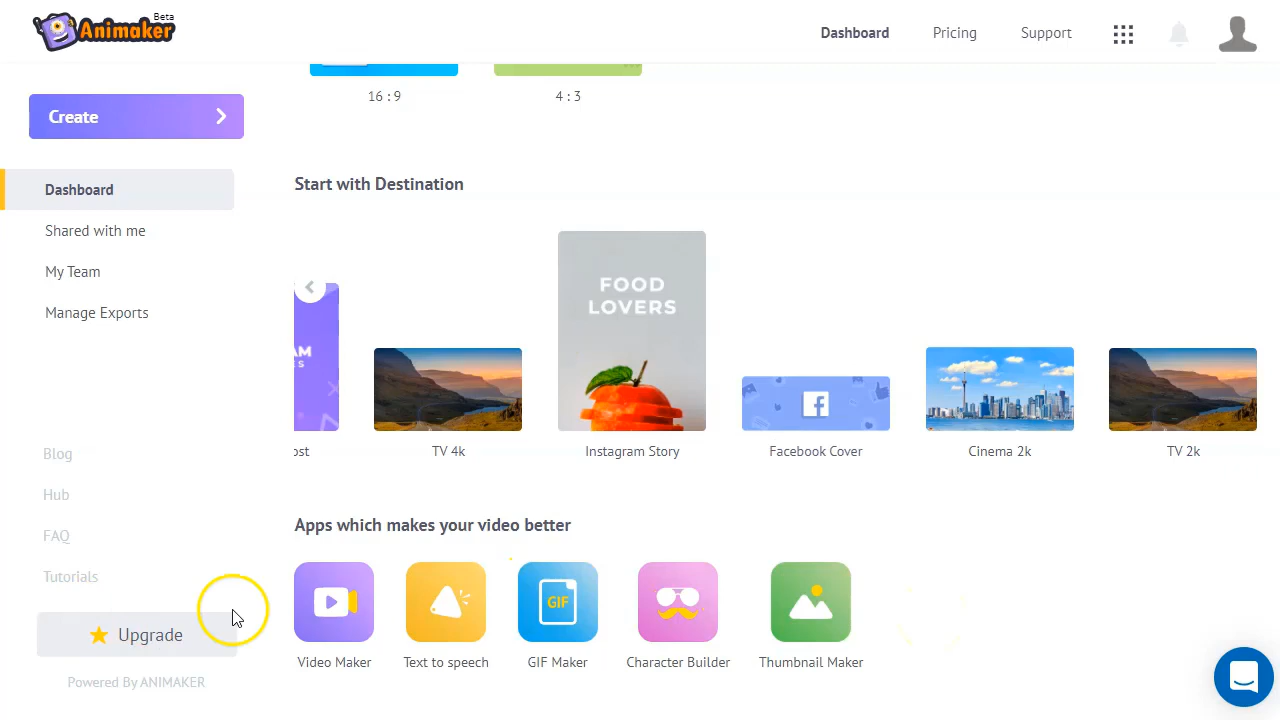 Beta
Animaker
Dashboard
Pricing
Support
16 : 9
4 : 3
Create
Start with Destination
Dashboard
Shared with me
My Team
Manage Exports
FOOD
LOVERS
ost
TV 4k
Instagram Story
Facebook Cover
Cinema 2k
TV 2k
Blog
Hub
FAQ
Tutorials
Upgrade
Powered By ANIMAKER
Apps which makes your video better
GIF
Video Maker
Text to speech
GIF Maker
Character Builder
Thumbnail Maker